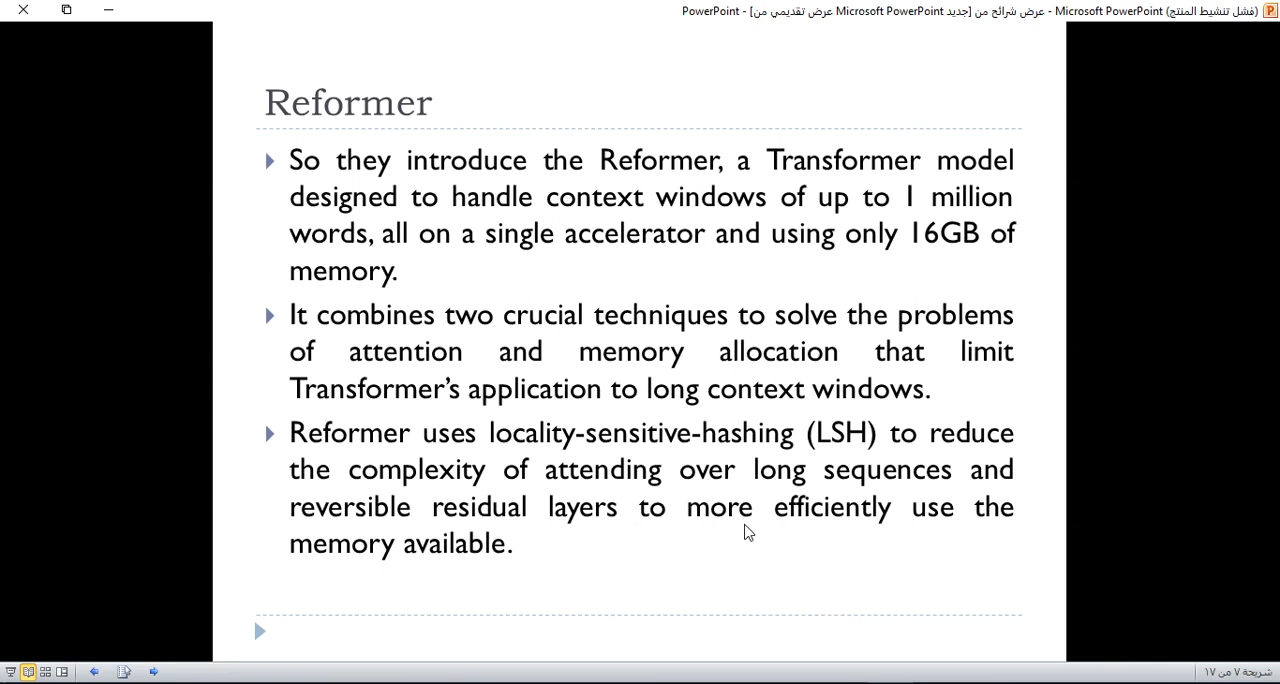 PowerPoint - [عرض تقديمي من Microsoft PowerPoint جديد] عرض شرائح من - Microsoft PowerPoint (فشل تنشيط المنتج)
Reformer
So they introduce the Reformer, a Transformer model
designed to handle context windows of up to 1 million
words, all on a single accelerator and using only 16GB of
memory.
It combines two crucial techniques to solve the problems
of attention and memory allocation that limit
Transformer’s application to long context windows.
Reformer uses locality-sensitive-hashing (LSH) to reduce
the complexity of attending over long sequences and
reversible residual layers to more efficiently use the
memory available.
شريحة ٧ من ١٧